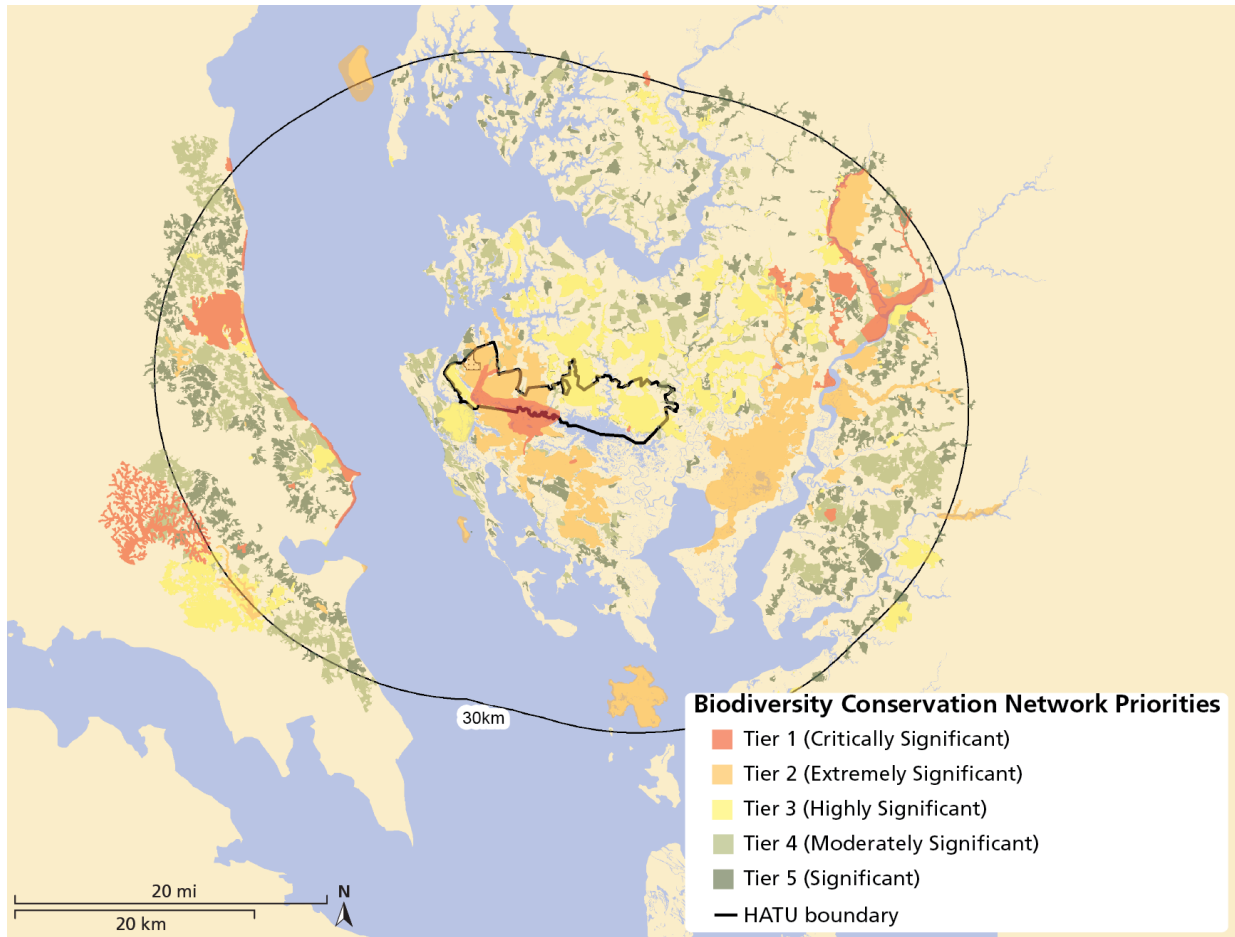 30km
Biodiversity Conservation Network Priorities
Tier 1 (Critically Significant)
Tier 2 (Extremely Significant)
Tier 3 (Highly Significant)
Tier 4 (Moderately Significant)
Tier 5 (Significant)
HATU boundary
20 mi
20 km
N